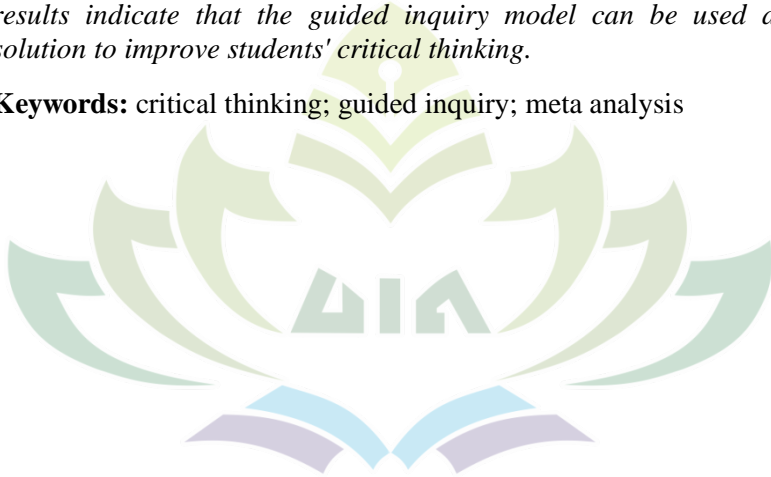 results indicate that the guided inquiry model can be used
solution to improve students' critical thinking.
Keywords: critical thinking; guided inquiry; meta analysis
UIN